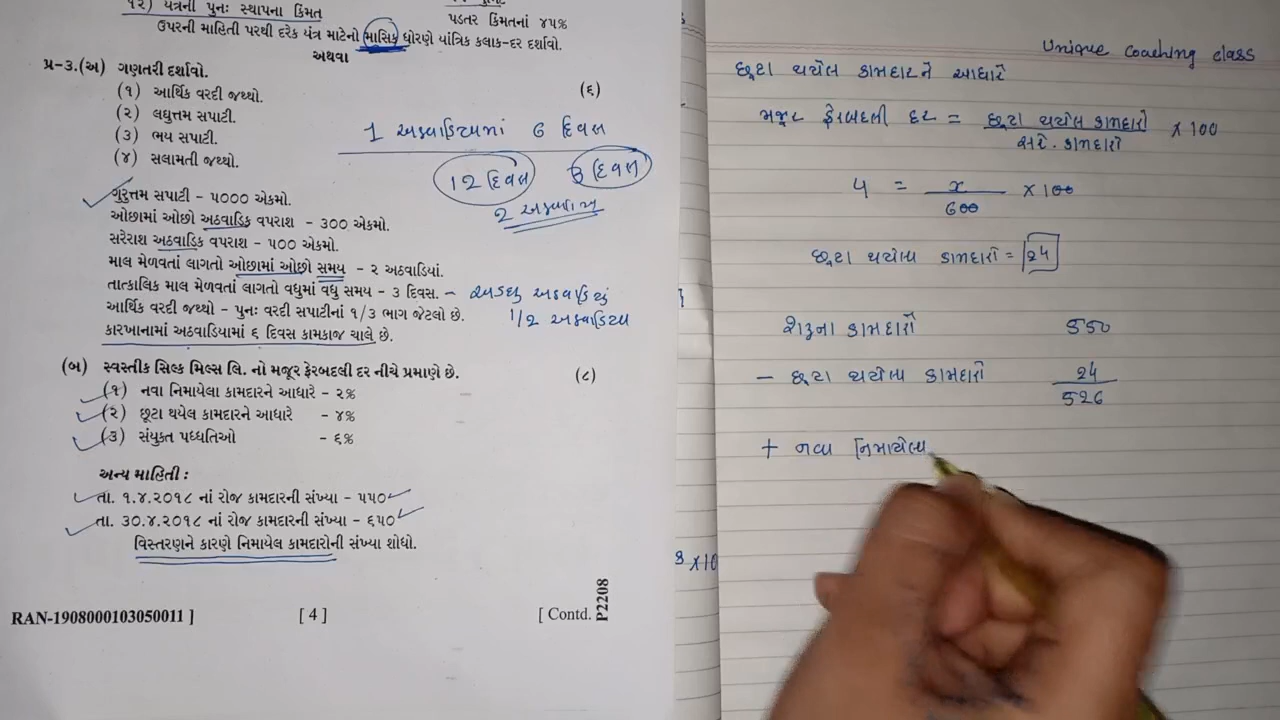 ૧૨) યંત્રની પુનઃ સ્થાપના કિંમત
પડતર કિંમતનાં ૪૫%
ઉપરની માહિતી પરથી દરેક યંત્ર માટેનો માસિક ધોરણે યાંત્રિક કલાક-દર દર્શાવો.
અથવા
પ્ર-૩.(અ) ગણતરી દર્શાવો. (૬)
(૧) આર્થિક વરદી જથ્થો.
(૨) લઘુત્તમ સપાટી.
(૩) ભય સપાટી.
(૪) સલામતી જથ્થો.
1 અઠવાડિયામાં 6 દિવસ
12 દિવસ 3 દિવસ
2 અઠવાડિયા
ગુરુત્તમ સપાટી - ૫૦૦૦ એકમો.
ઓછામાં ઓછો અઠવાડિક વપરાશ - ૩૦૦ એકમો.
સરેરાશ અઠવાડિક વપરાશ - ૫૦૦ એકમો.
માલ મેળવતાં લાગતો ઓછામાં ઓછો સમય - ૨ અઠવાડિયાં.
તાત્કાલિક માલ મેળવતાં લાગતો વધુમાં વધુ સમય - ૩ દિવસ. - અડધુ અઠવાડિયું
આર્થિક વરદી જથ્થો - પુનઃ વરદી સપાટીનાં ૧/૩ ભાગ જેટલો છે. 1/2 અઠવાડિયા
કારખાનામાં અઠવાડિયામાં ૬ દિવસ કામકાજ ચાલે છે.
(બ) સ્વસ્તીક સિલ્ક મિલ્સ લિ. નો મજૂર ફેરબદલી દર નીચે પ્રમાણે છે. (૮)
(૧) નવા નિમાયેલા કામદારને આધારે - ૨%
(૨) છૂટા થયેલ કામદારને આધારે - ૪%
(૩) સંયુક્ત પધ્ધતિઓ - ૬%
અન્ય માહિતી :
તા. ૧.૪.૨૦૧૮ નાં રોજ કામદારની સંખ્યા - ૫૫૦
તા. ૩૦.૪.૨૦૧૮ નાં રોજ કામદારની સંખ્યા - ૬૫૦
વિસ્તરણને કારણે નિમાયેલ કામદારોની સંખ્યા શોધો.
RAN-1908000103050011 ] [ 4 ] [ Contd.
P2208
Unique coaching class
છૂટા થયેલ કામદારને આધારે
મજૂર ફેરબદલી દર = છૂટા થયેલ કામદારો × 100
સરે. કામદારો
4 = x × 100
600
છૂટા થયેલા કામદારો = 24
શરૂના કામદારો 550
- છૂટા થયેલા કામદારો 24
526
+ નવા નિમાયેલા
3 × 10